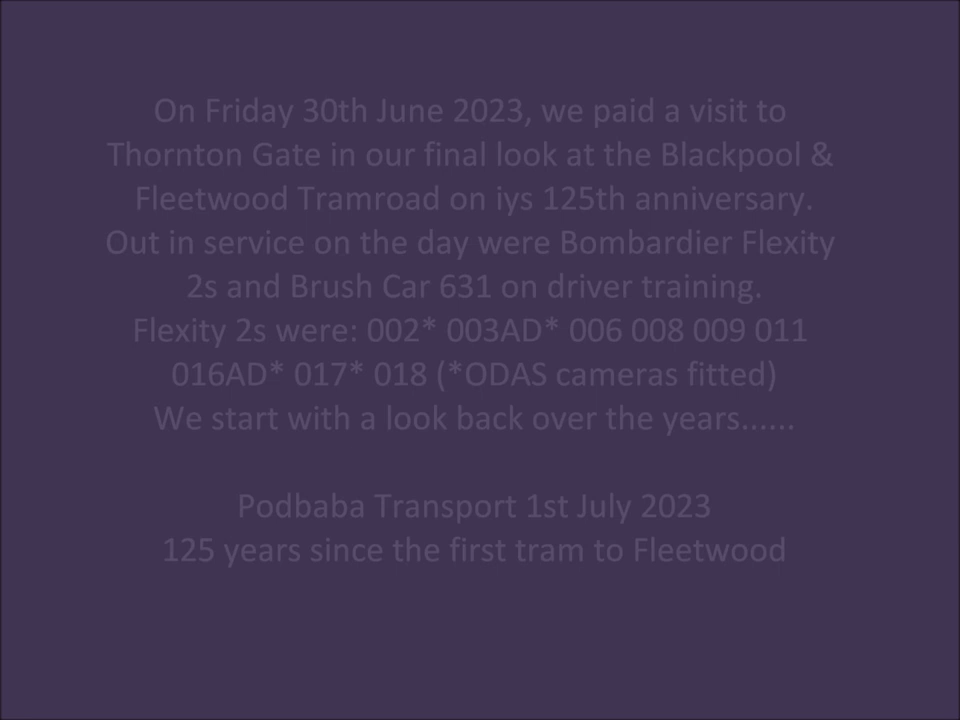 On Friday 30th June 2023, we paid a visit to
Thornton Gate in our final look at the Blackpool &
Fleetwood Tramroad on iys 125th anniversary.
Out in service on the day were Bombardier Flexity
2s and Brush Car 631 on driver training.
Flexity 2s were: 002* 003AD* 006 008 009 011
016AD* 017* 018 (*ODAS cameras fitted)
We start with a look back over the years......
Podbaba Transport 1st July 2023
125 years since the first tram to Fleetwood